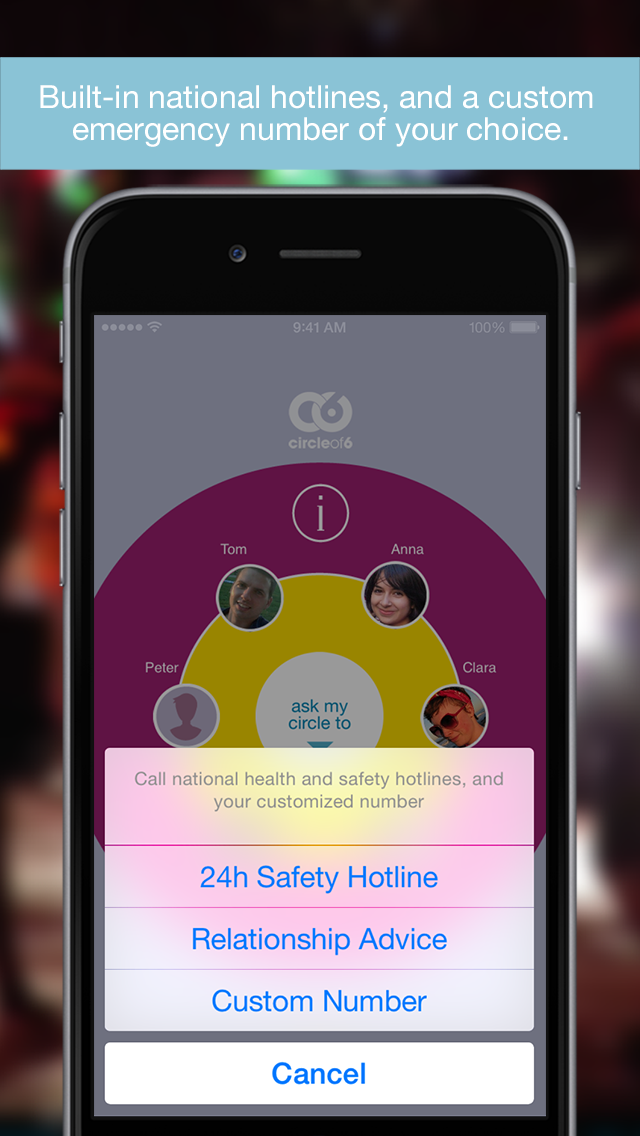 Built-in national hotlines, and a custom
emergency number of your choice.
9:41 AM
100%
circleof6
i
Tom
Anna
Peter
Clara
ask my
circle to
Call national health and safety hotlines, and
your customized number
24h Safety Hotline
Relationship Advice
Custom Number
Cancel